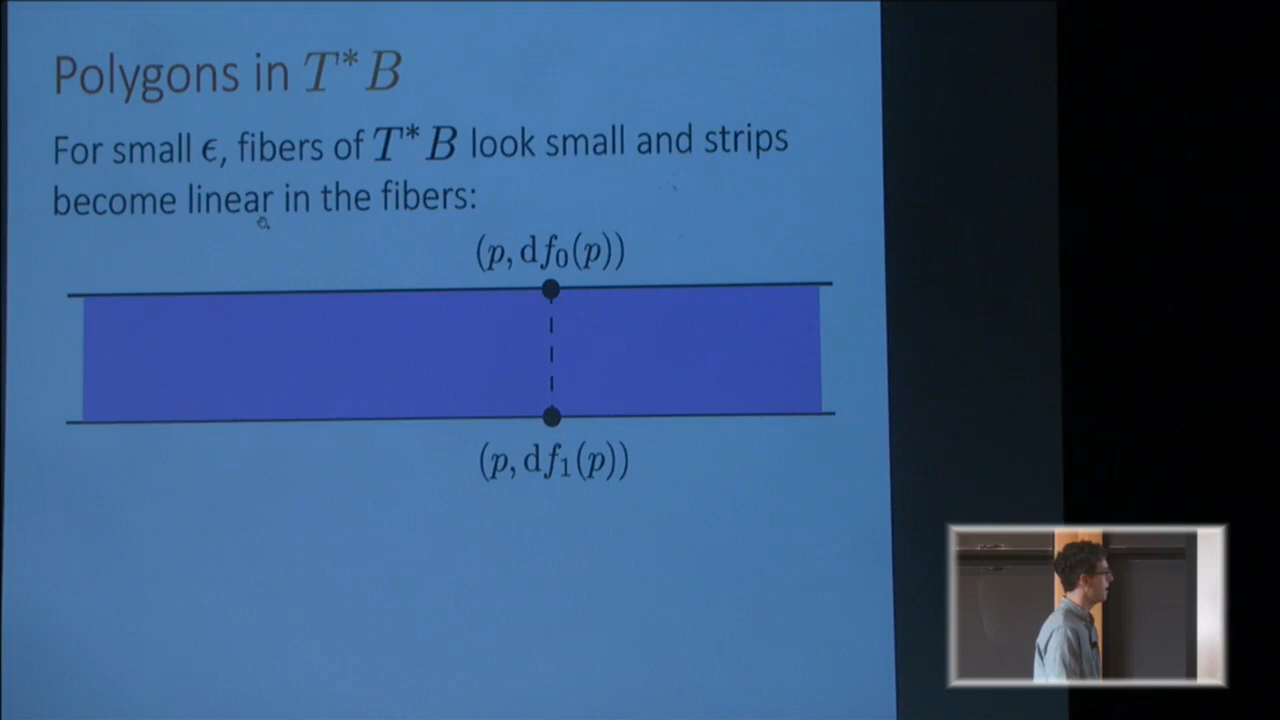 Polygons in T*B
For small ϵ, fibers of T*B look small and strips
become linear in the fibers:
(p, df₀(p))
(p, df₁(p))